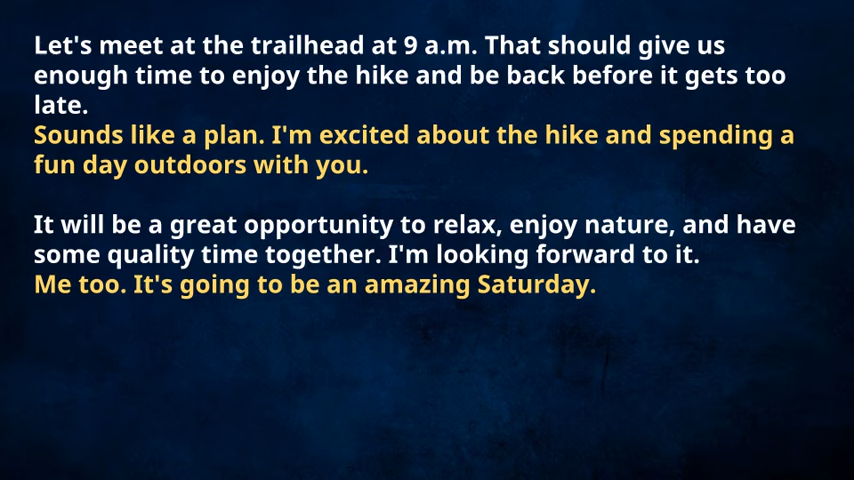 Let's meet at the trailhead at 9 a.m. That should give us
enough time to enjoy the hike and be back before it gets too
late.
Sounds like a plan. I'm excited about the hike and spending a
fun day outdoors with you.
It will be a great opportunity to relax, enjoy nature, and have
some quality time together. I'm looking forward to it.
Me too. It's going to be an amazing Saturday.